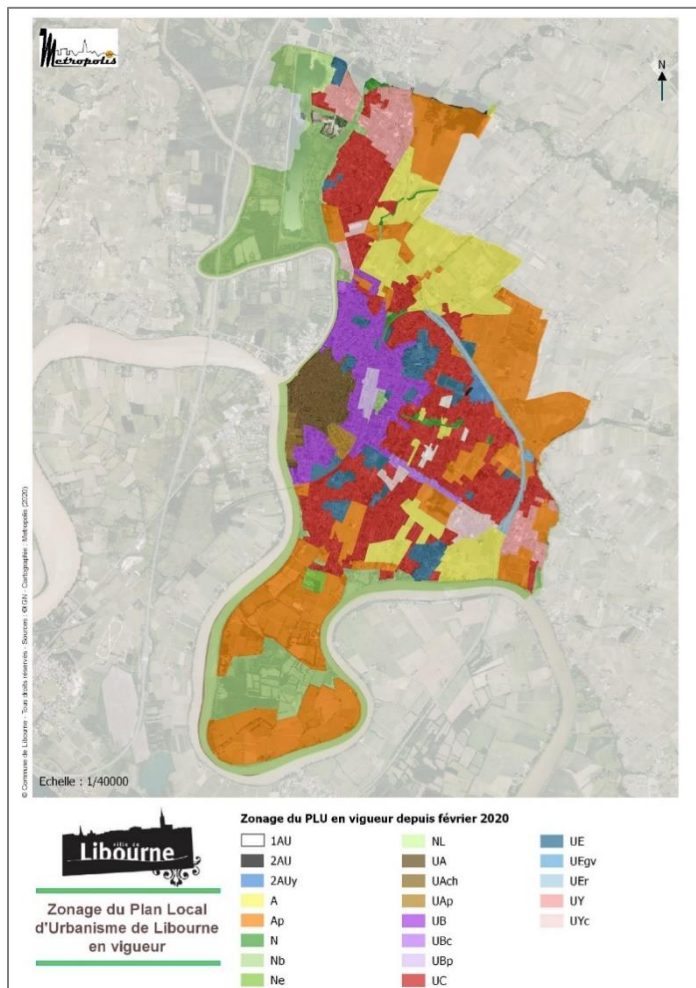 Metropolis
N
© Commune de Libourne - Tous droits réservés - Sources : ©IGN - Cartographie : Metropolis (2020)
Echelle : 1/40000
ville de
Libourne
Zonage du Plan Local
d'Urbanisme de Libourne
en vigueur
Zonage du PLU en vigueur depuis février 2020
1AU
2AU
2AUy
A
Ap
N
Nb
Ne
NL
UA
UAch
UAp
UB
UBc
UBp
UC
UE
UEgv
UEr
UY
UYc